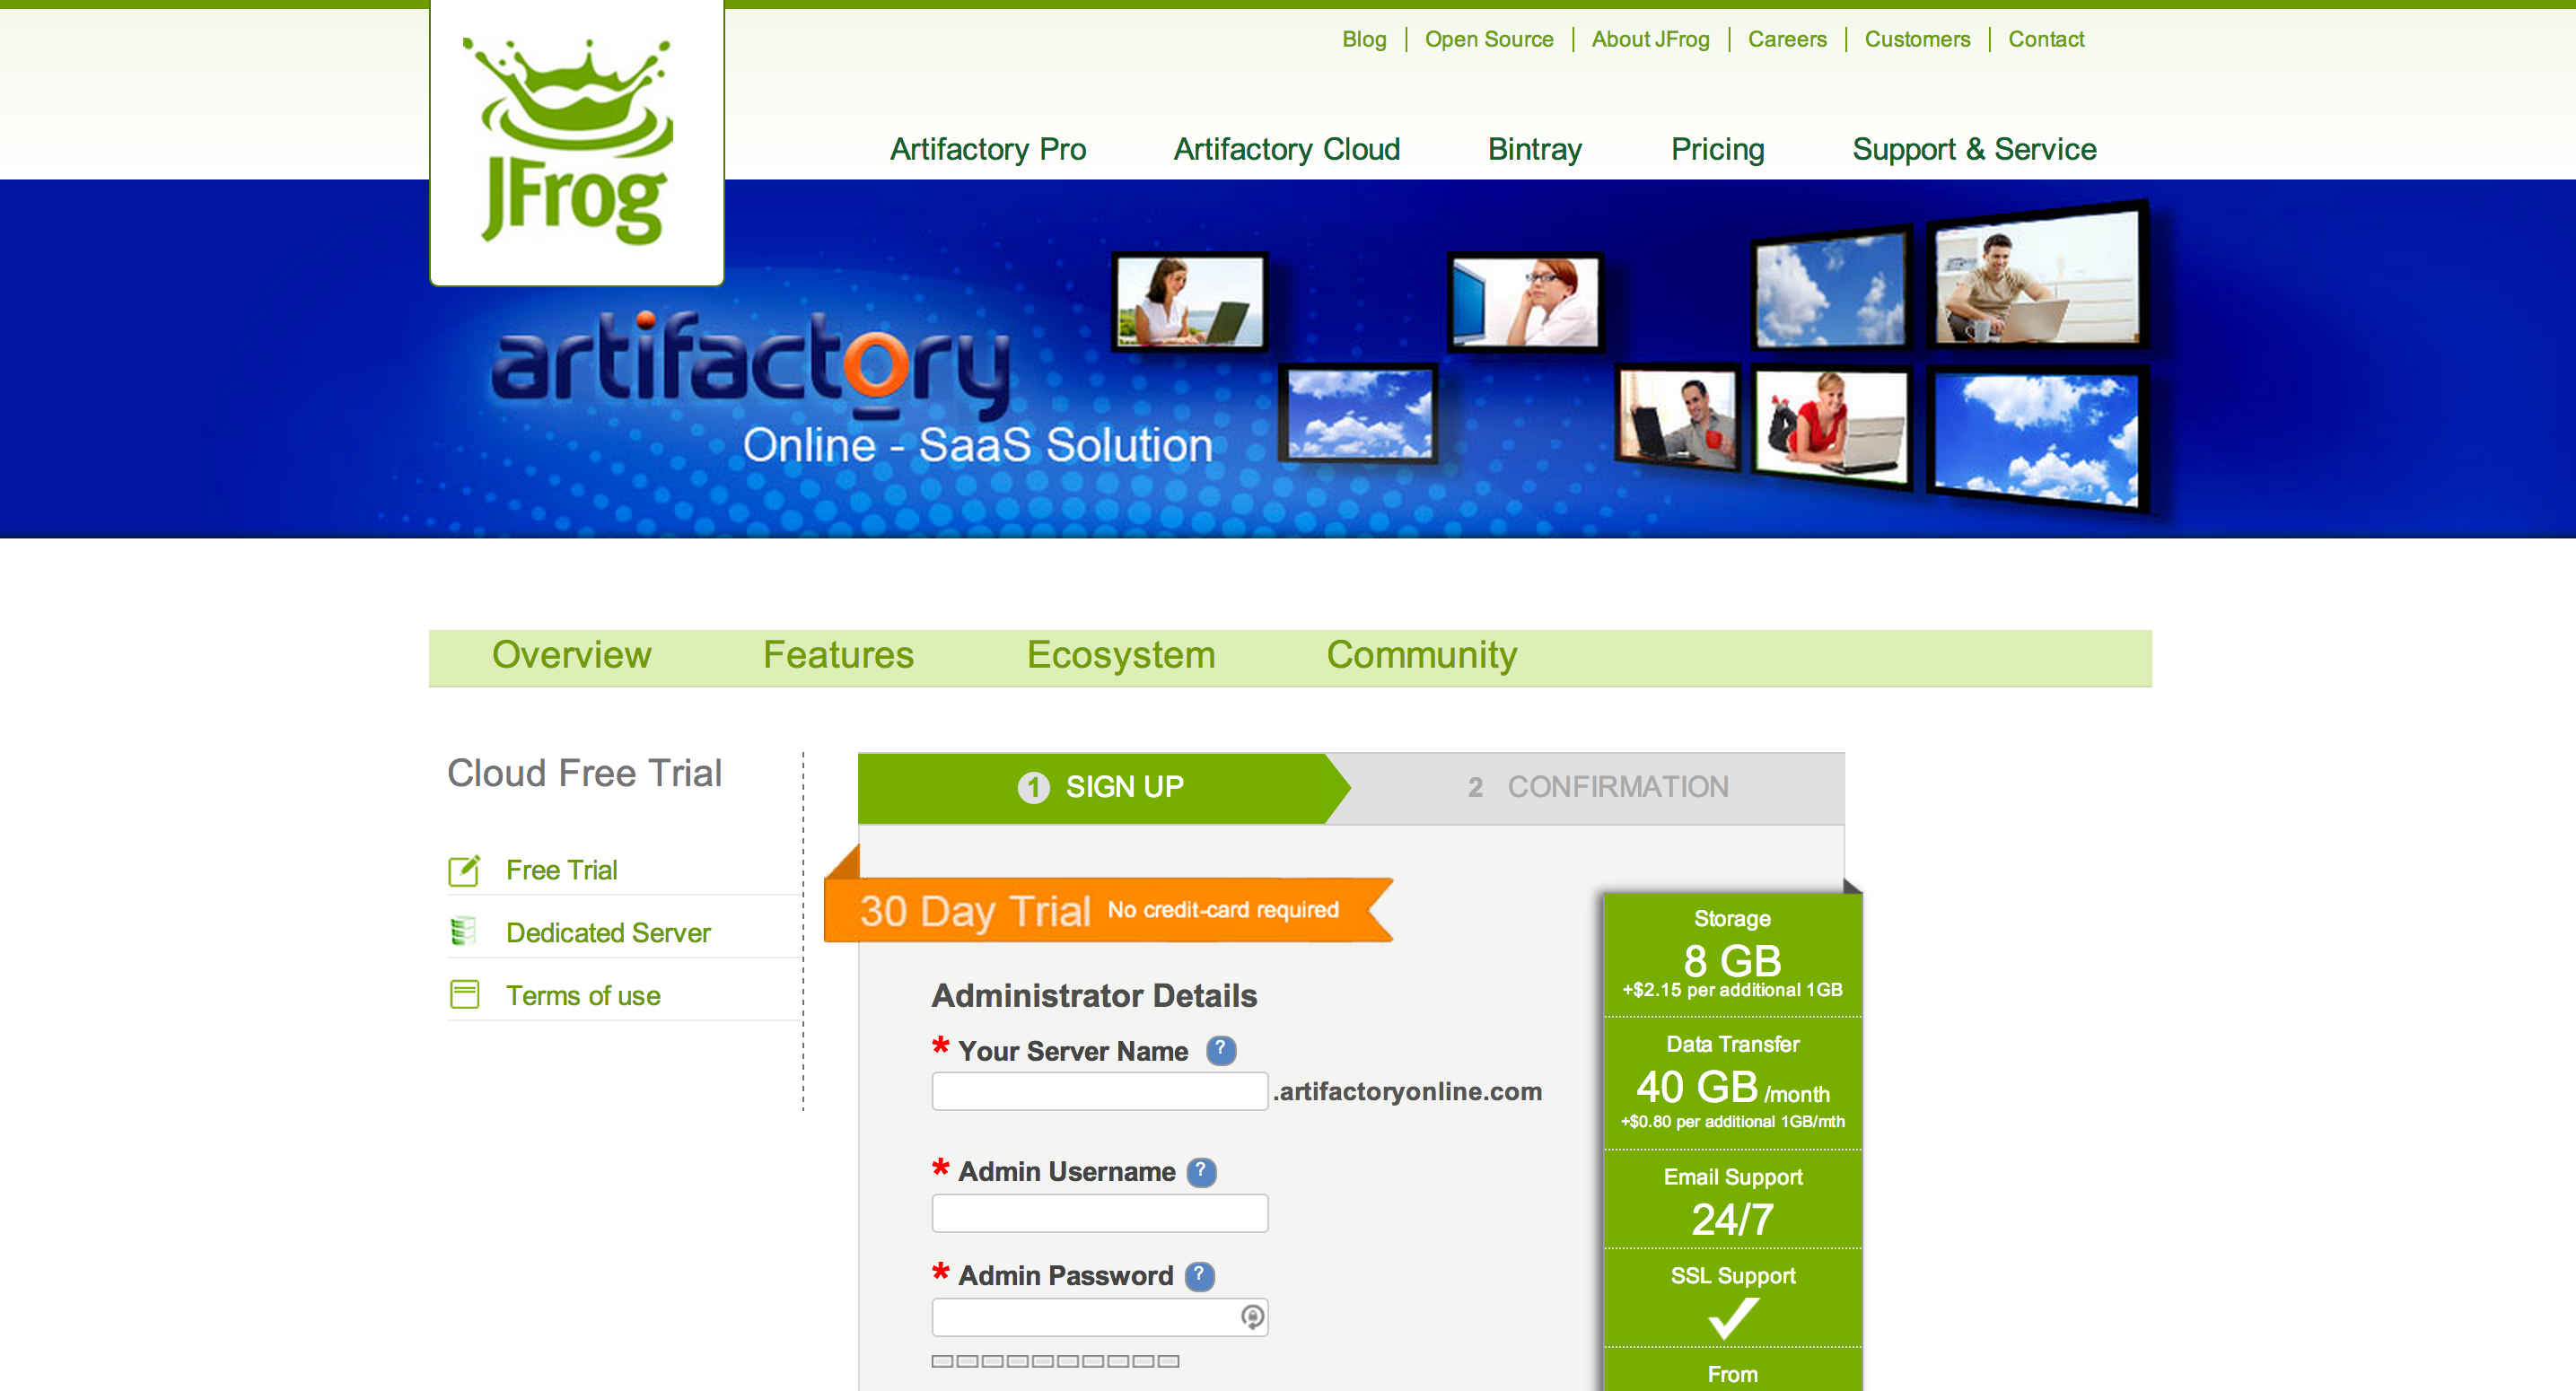 Blog
Open Source
About JFrog
Careers
Customers
Contact
JFrog
Artifactory Pro
Artifactory Cloud
Bintray
Pricing
Support & Service
artifactory
Online - SaaS Solution
Overview
Features
Ecosystem
Community
Cloud Free Trial
Free Trial
Dedicated Server
Terms of use
1 SIGN UP
2 CONFIRMATION
30 Day Trial No credit-card required
Administrator Details
* Your Server Name ?
.artifactoryonline.com
* Admin Username ?
* Admin Password ?
Storage
8 GB
+$2.15 per additional 1GB
Data Transfer
40 GB /month
+$0.80 per additional 1GB/mth
Email Support
24/7
SSL Support
From